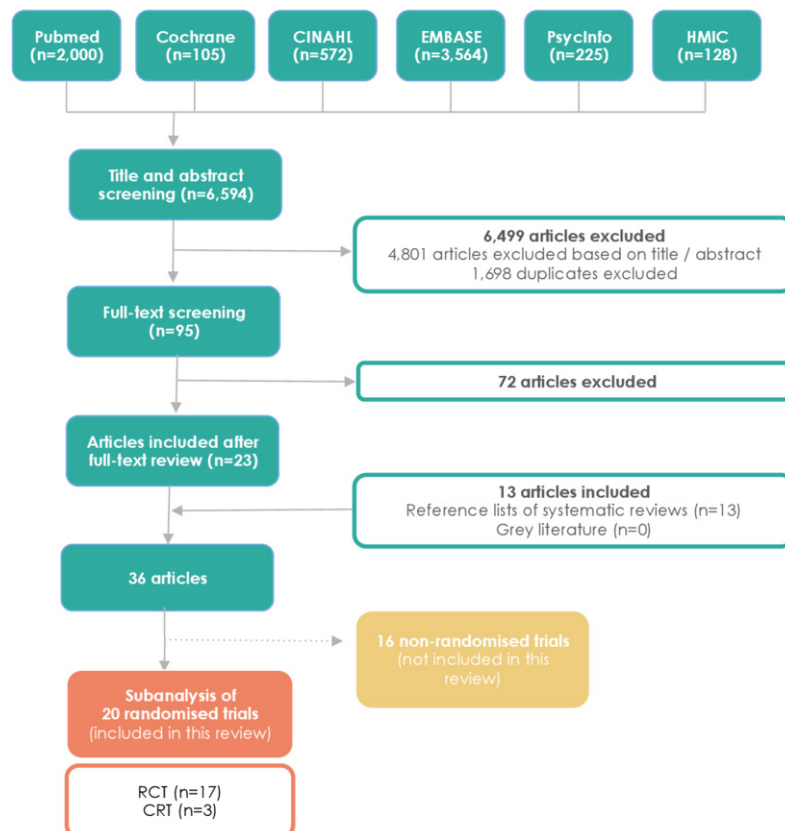 Pubmed
(n=2,000)
Cochrane
(n=105)
CINAHL
(n=572)
EMBASE
(n=3,564)
PsycInfo
(n=225)
HMIC
(n=128)
Title and abstract
screening (n=6,594)
6,499 articles excluded
4,801 articles excluded based on title / abstract
1,698 duplicates excluded
Full-text screening
(n=95)
72 articles excluded
Articles included after
full-text review (n=23)
13 articles included
Reference lists of systematic reviews (n=13)
Grey literature (n=0)
36 articles
16 non-randomised trials
(not included in this
review)
Subanalysis of
20 randomised trials
(included in this review)
RCT (n=17)
CRT (n=3)